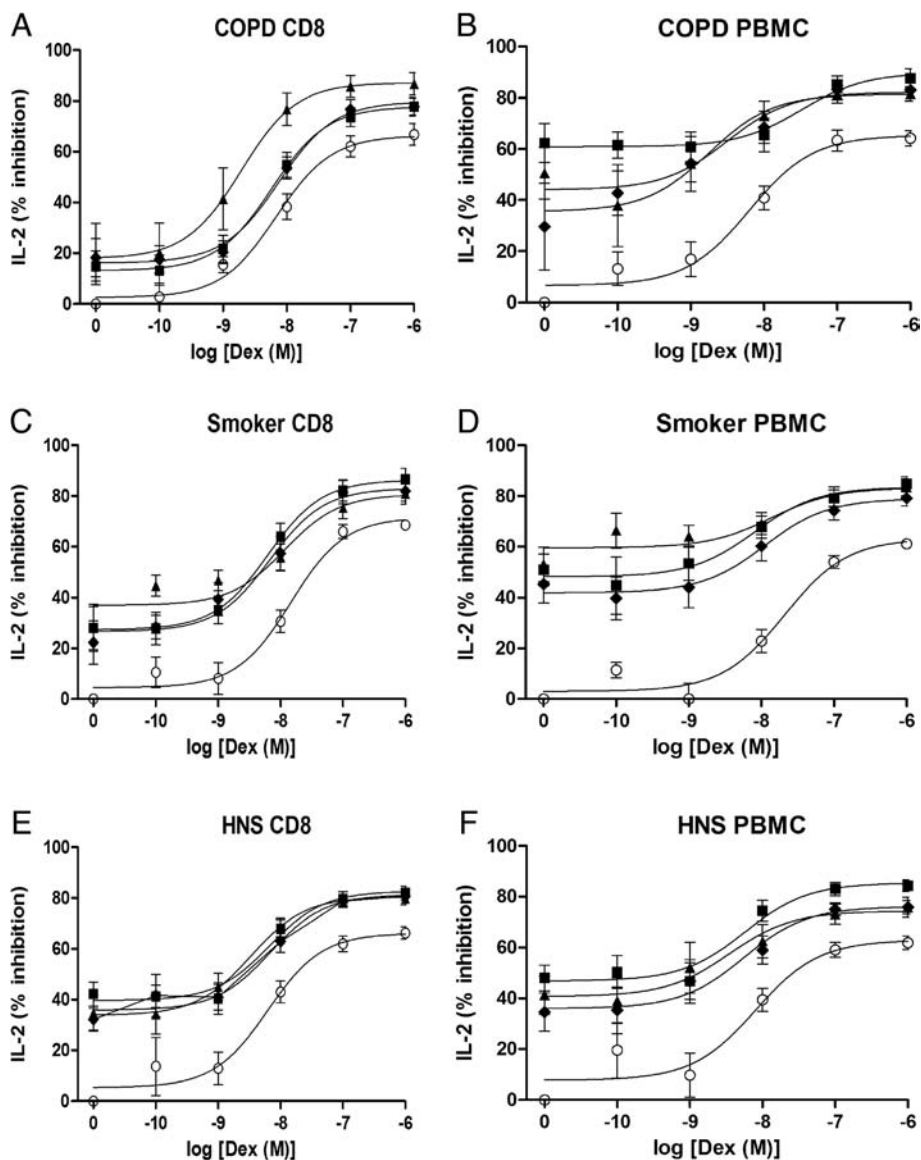 A
COPD CD8
IL-2 (% inhibition)
100
80
60
40
20
0
0 -10 -9 -8 -7 -6
log [Dex (M)]
B
COPD PBMC
IL-2 (% inhibition)
100
80
60
40
20
0
0 -10 -9 -8 -7 -6
log [Dex (M)]
C
Smoker CD8
IL-2 (% inhibition)
100
80
60
40
20
0
0 -10 -9 -8 -7 -6
log [Dex (M)]
D
Smoker PBMC
IL-2 (% inhibition)
100
80
60
40
20
0
0 -10 -9 -8 -7 -6
log [Dex (M)]
E
HNS CD8
IL-2 (% inhibition)
100
80
60
40
20
0
0 -10 -9 -8 -7 -6
log [Dex (M)]
F
HNS PBMC
IL-2 (% inhibition)
100
80
60
40
20
0
0 -10 -9 -8 -7 -6
log [Dex (M)]